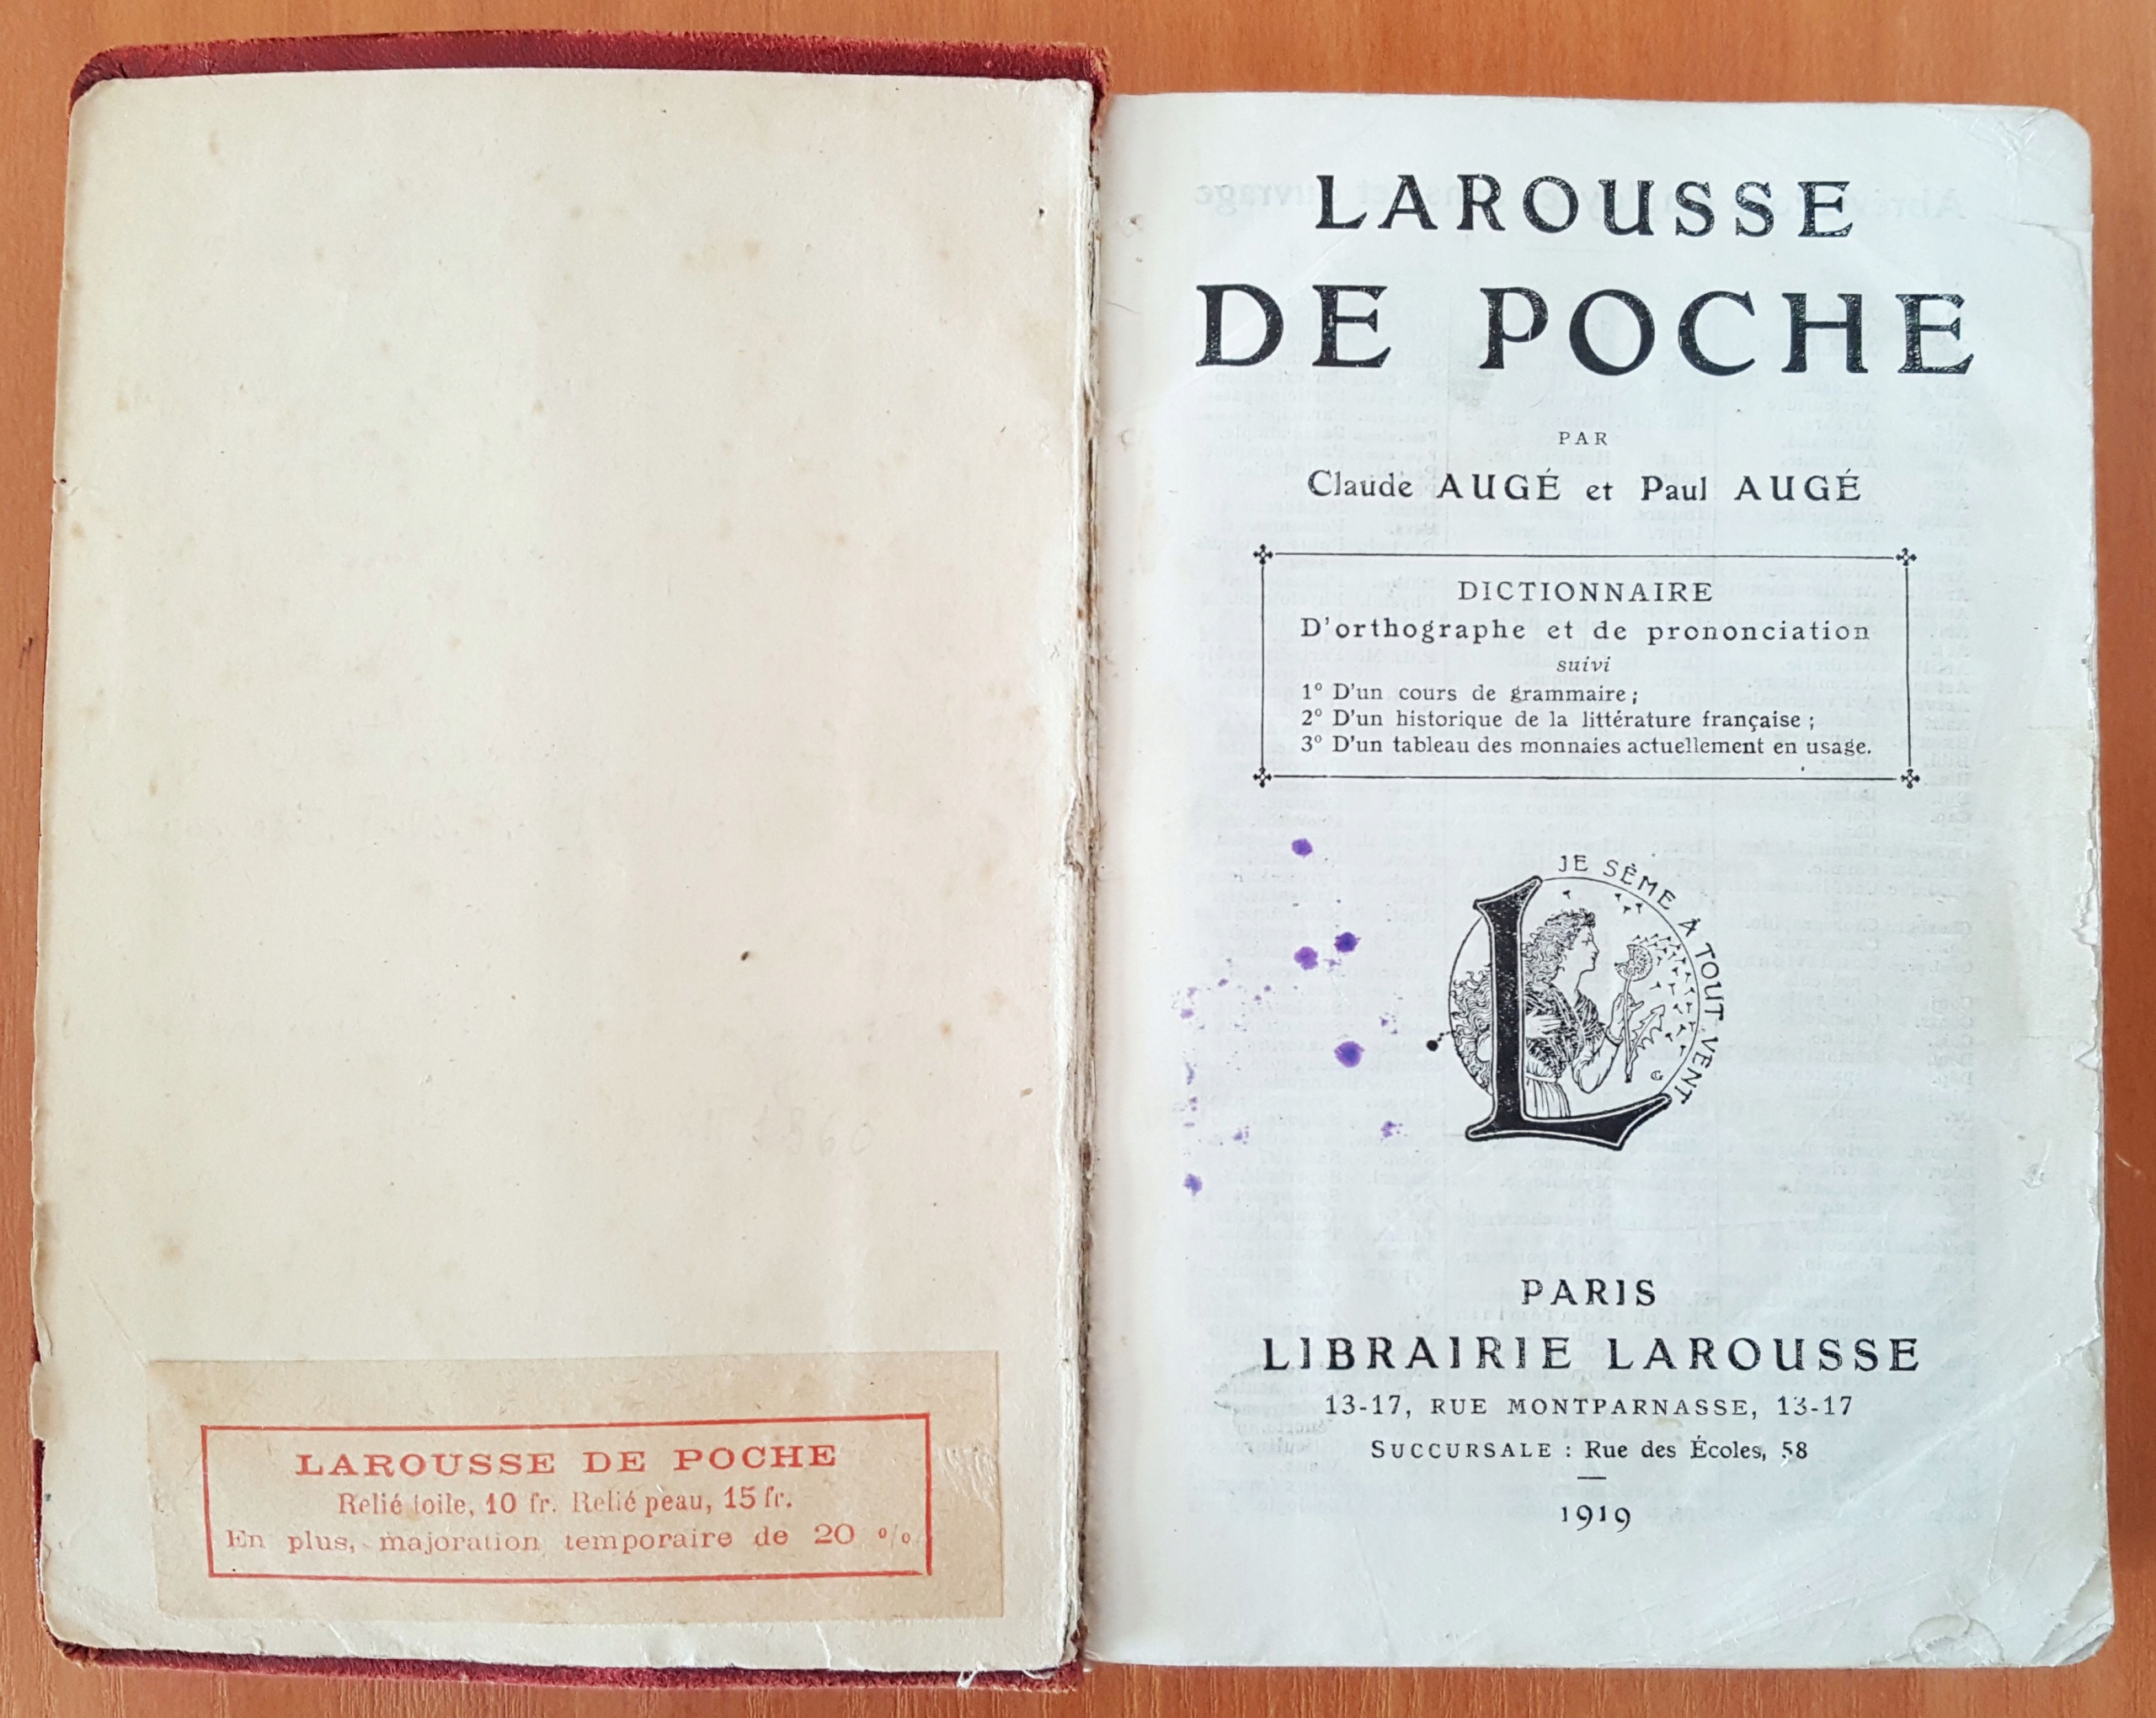 LAROUSSE DE POCHE
Relié toile, 10 fr. Relié peau, 15 fr.
En plus, majoration temporaire de 20 %
LAROUSSE
DE POCHE
PAR
Claude AUGÉ et Paul AUGÉ
DICTIONNAIRE
D'orthographe et de prononciation
suivi
1º D'un cours de grammaire ;
2º D'un historique de la littérature française ;
3º D'un tableau des monnaies actuellement en usage.
JE SÈME À TOUT VENT
L
PARIS
LIBRAIRIE LAROUSSE
13-17, RUE MONTPARNASSE, 13-17
SUCCURSALE : Rue des Écoles, 58
1919